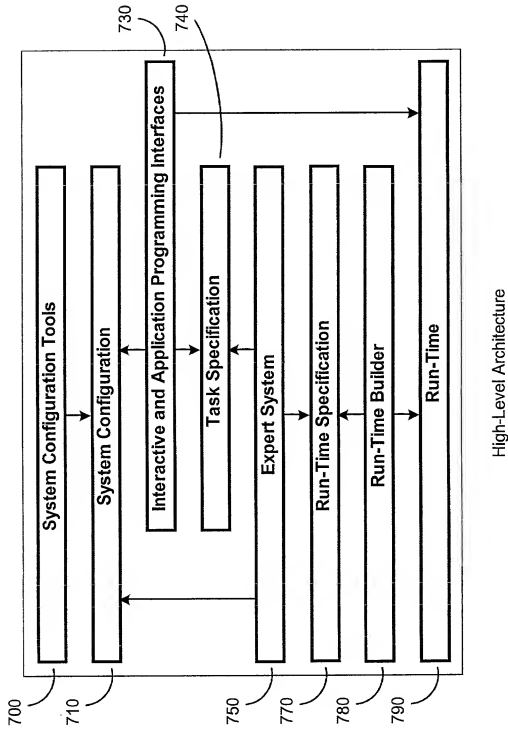 700
System Configuration Tools
710
System Configuration
730
Interactive and Application Programming Interfaces
740
Task Specification
750
Expert System
770
Run-Time Specification
780
Run-Time Builder
790
Run-Time
High-Level Architecture